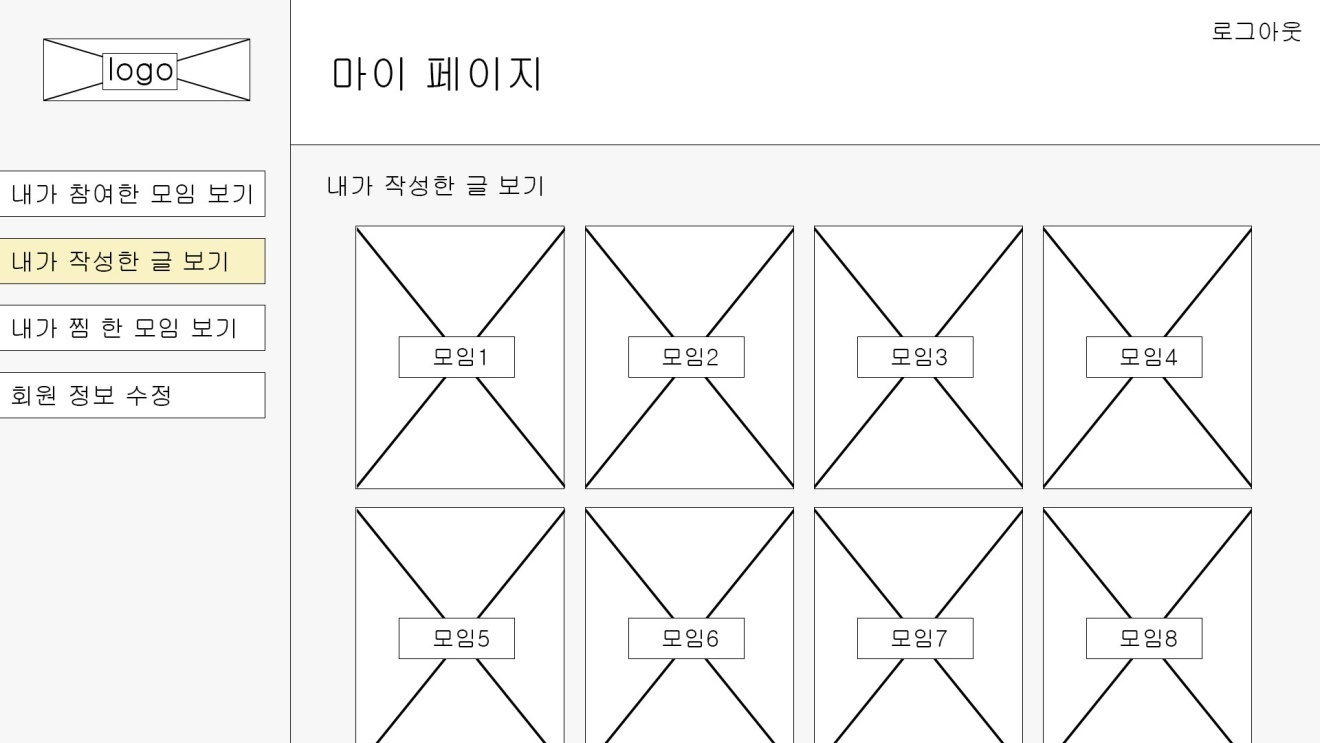 logo
로그아웃
마이 페이지
내가 참여한 모임 보기
내가 작성한 글 보기
내가 찜 한 모임 보기
회원 정보 수정
내가 작성한 글 보기
모임1
모임2
모임3
모임4
모임5
모임6
모임7
모임8